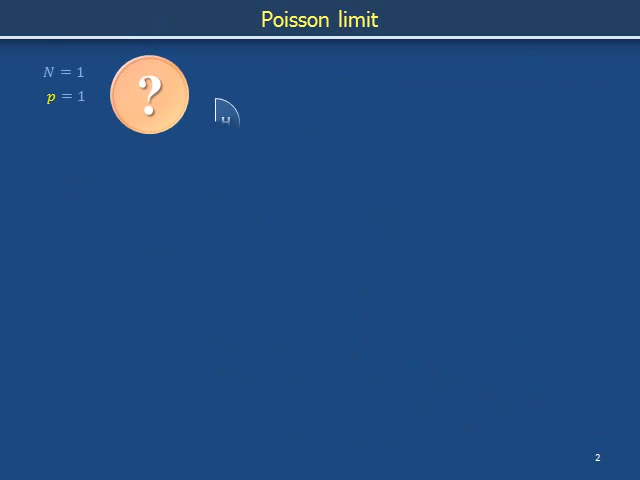 Poisson limit
N = 1
p = 1
?
2